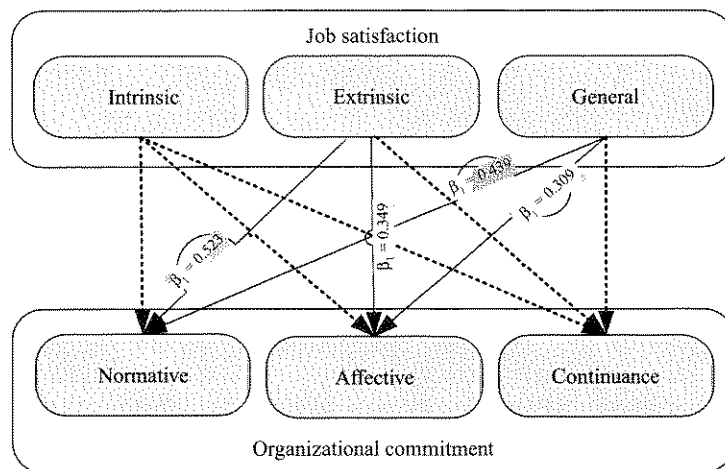 Job satisfaction
Intrinsic
Extrinsic
General
β₁ = 0.439
β₁ = 0.309
β₁ = 0.349
β₁ = 0.523
Normative
Affective
Continuance
Organizational commitment